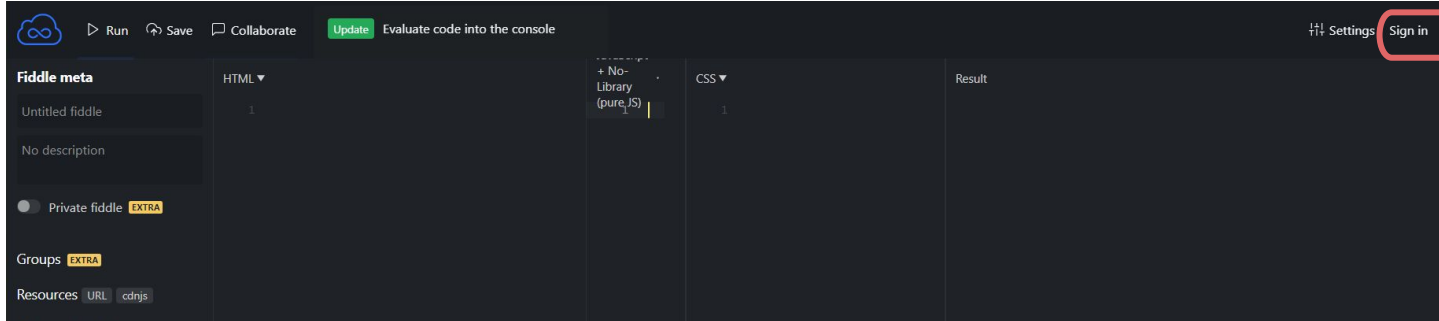 Run Save Collaborate Update Evaluate code into the console Settings Sign in
Fiddle meta
Untitled fiddle
No description
Private fiddle EXTRA
Groups EXTRA
Resources URL cdnjs
HTML ▼
1
+ No-
Library
(pure JS)
1
CSS ▼
1
Result